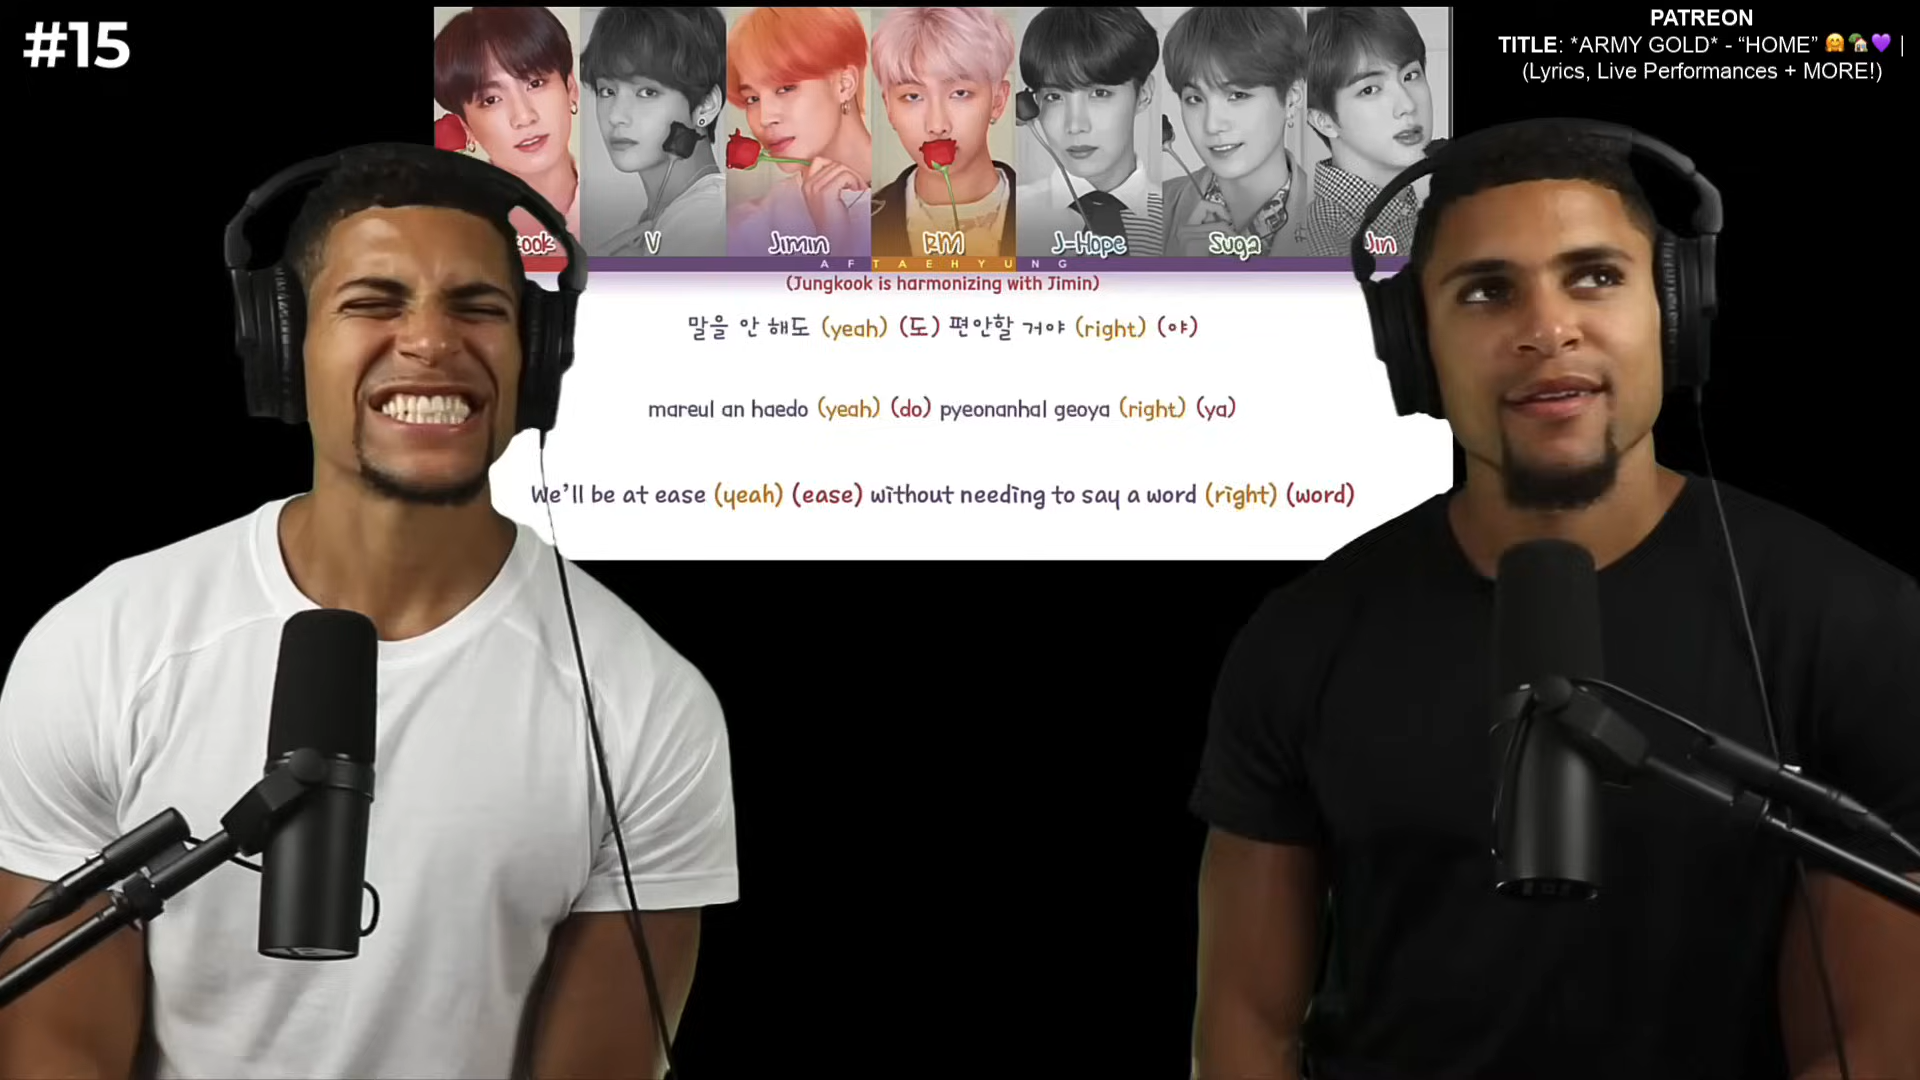 #15
PATREON
TITLE: *ARMY GOLD* - “HOME” 🤗🏡💜 |
(Lyrics, Live Performances + MORE!)
ook V Jimin RM J-Hope Suga Jin
AFTAEHYUNG
(Jungkook is harmonizing with Jimin)
말을 안 해도 (yeah) (도) 편안할 거야 (right) (야)
mareul an haedo (yeah) (do) pyeonanhal geoya (right) (ya)
We’ll be at ease (yeah) (ease) without needing to say a word (right) (word)